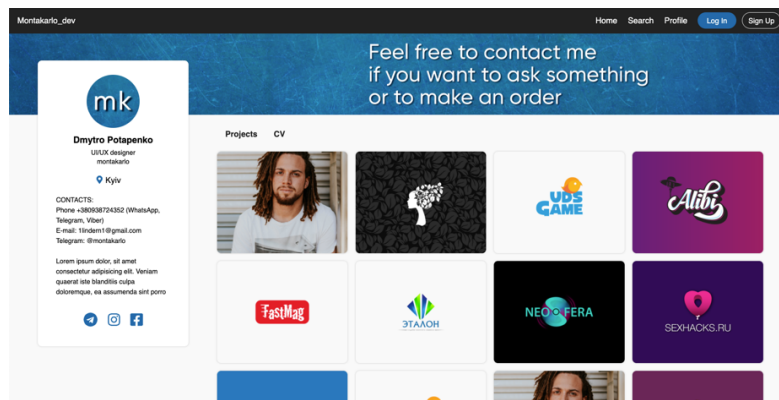 Montakarlo_dev
Home Search Profile Log In Sign Up
Feel free to contact me
if you want to ask something
or to make an order
mk
Dmytro Potapenko
UI/UX designer
montakarlo
Kyiv
CONTACTS:
Phone +380938724352 (WhatsApp,
Telegram, Viber)
E-mail: 1lindem1@gmail.com
Telegram: @montakarlo
Lorem ipsum dolor, sit amet
consectetur adipisicing elit. Veniam
quaerat iste blanditiis culpa
doloremque, ea assumenda sint porro
Projects CV
UDS
GAME
Alibi
FastMag
ЭТАЛОН
NEOSFERA
SEXHACKS.RU